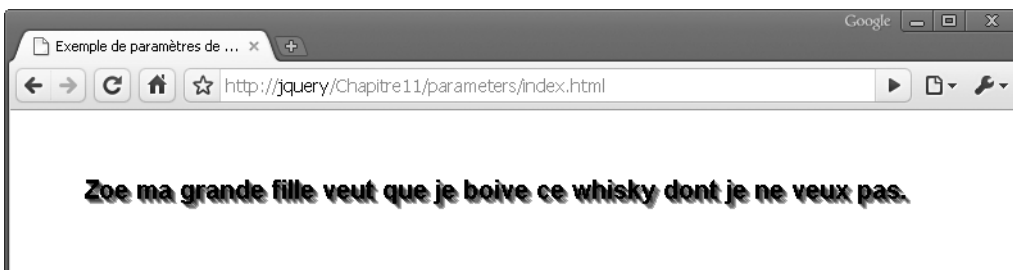 Google
Exemple de paramètres de ...
http://jquery/Chapitre11/parameters/index.html
Zoe ma grande fille veut que je boive ce whisky dont je ne veux pas.